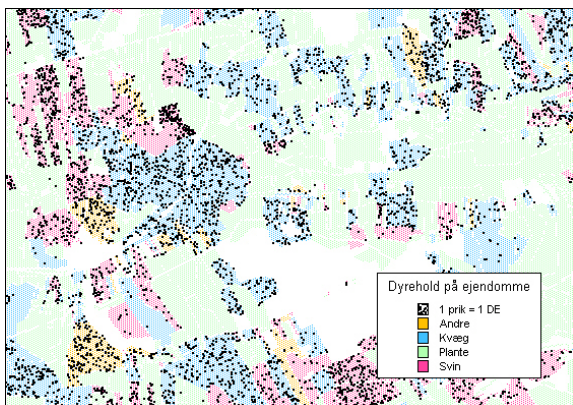 Dyrehold på ejendomme
1 prik = 1 DE
Andre
Kvæg
Plante
Svin